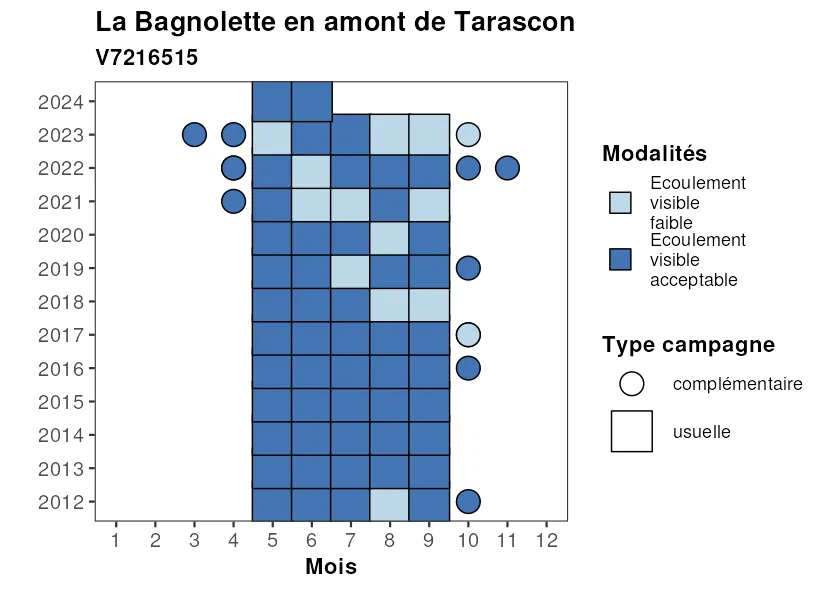 La Bagnolette en amont de Tarascon
V7216515
2024
2023
2022
2021
2020
2019
2018
2017
2016
2015
2014
2013
2012
1 2 3 4 5 6 7 8 9 10 11 12
Mois
Modalités
Ecoulement
visible
faible
Ecoulement
visible
acceptable
Type campagne
complémentaire
usuelle